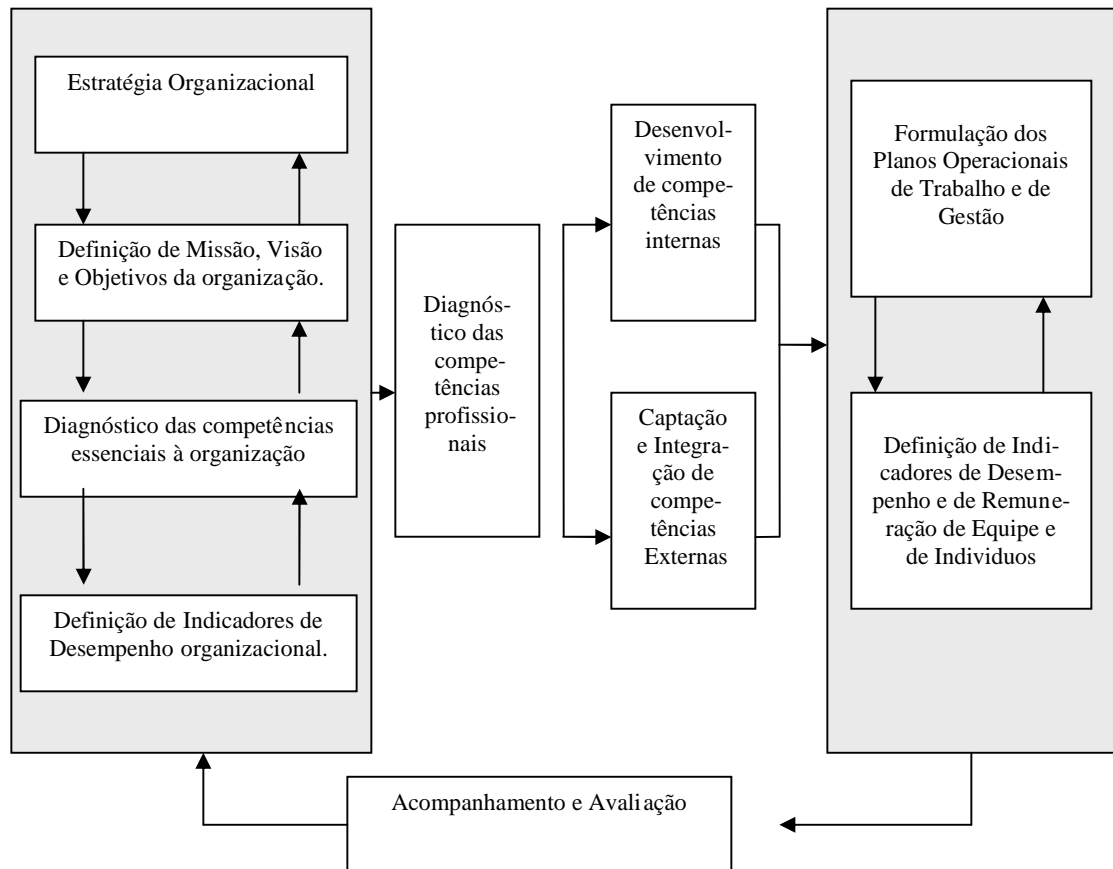 Estratégia Organizacional
Definição de Missão, Visão
e Objetivos da organização.
Diagnóstico das competências
essenciais à organização
Definição de Indicadores de
Desempenho organizacional.
Diagnós-
tico das
compe-
tências
profissio-
nais
Desenvol-
vimento
de compe-
tências
internas
Captação
e Integra-
ção de
compe-
tências
Externas
Formulação dos
Planos Operacionais
de Trabalho e de
Gestão
Definição de Indi-
cadores de Desem-
penho e de Remune-
ração de Equipe e
de Individuos
Acompanhamento e Avaliação